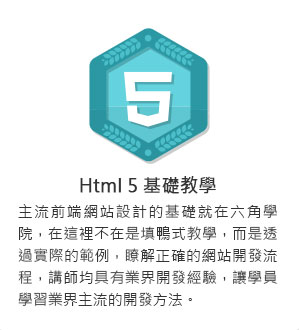 5
Html 5 基礎教學
主流前端網站設計的基礎就在六角學
院，在這裡不在是填鴨式教學，而是透
過實際的範例，瞭解正確的網站開發流
程，講師均具有業界開發經驗，讓學員
學習業界主流的開發方法。